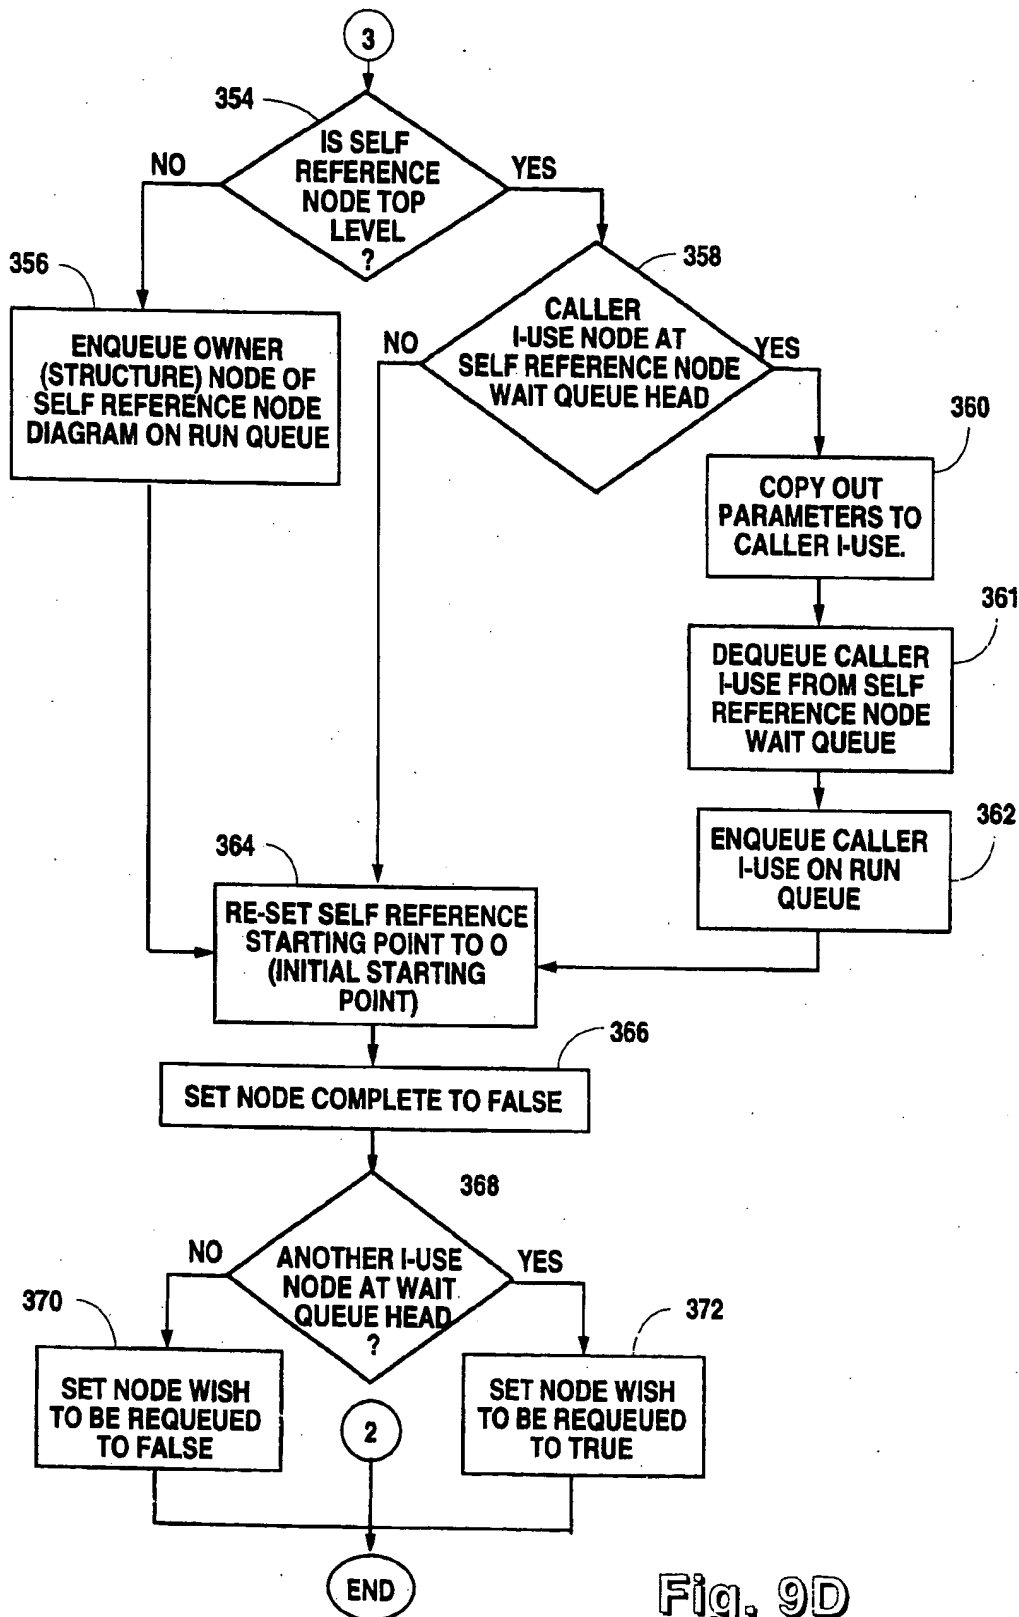 3
354
IS SELF
REFERENCE
NODE TOP
LEVEL
?
NO
YES
356
ENQUEUE OWNER
(STRUCTURE) NODE OF
SELF REFERENCE NODE
DIAGRAM ON RUN QUEUE
358
CALLER
I-USE NODE AT
SELF REFERENCE NODE
WAIT QUEUE HEAD
NO
YES
360
COPY OUT
PARAMETERS TO
CALLER I-USE.
361
DEQUEUE CALLER
I-USE FROM SELF
REFERENCE NODE
WAIT QUEUE
362
ENQUEUE CALLER
I-USE ON RUN
QUEUE
364
RE-SET SELF REFERENCE
STARTING POINT TO 0
(INITIAL STARTING
POINT)
366
SET NODE COMPLETE TO FALSE
368
ANOTHER I-USE
NODE AT WAIT
QUEUE HEAD
?
NO
YES
370
SET NODE WISH
TO BE REQUEUED
TO FALSE
372
SET NODE WISH
TO BE REQUEUED
TO TRUE
2
END
Fig. 9D